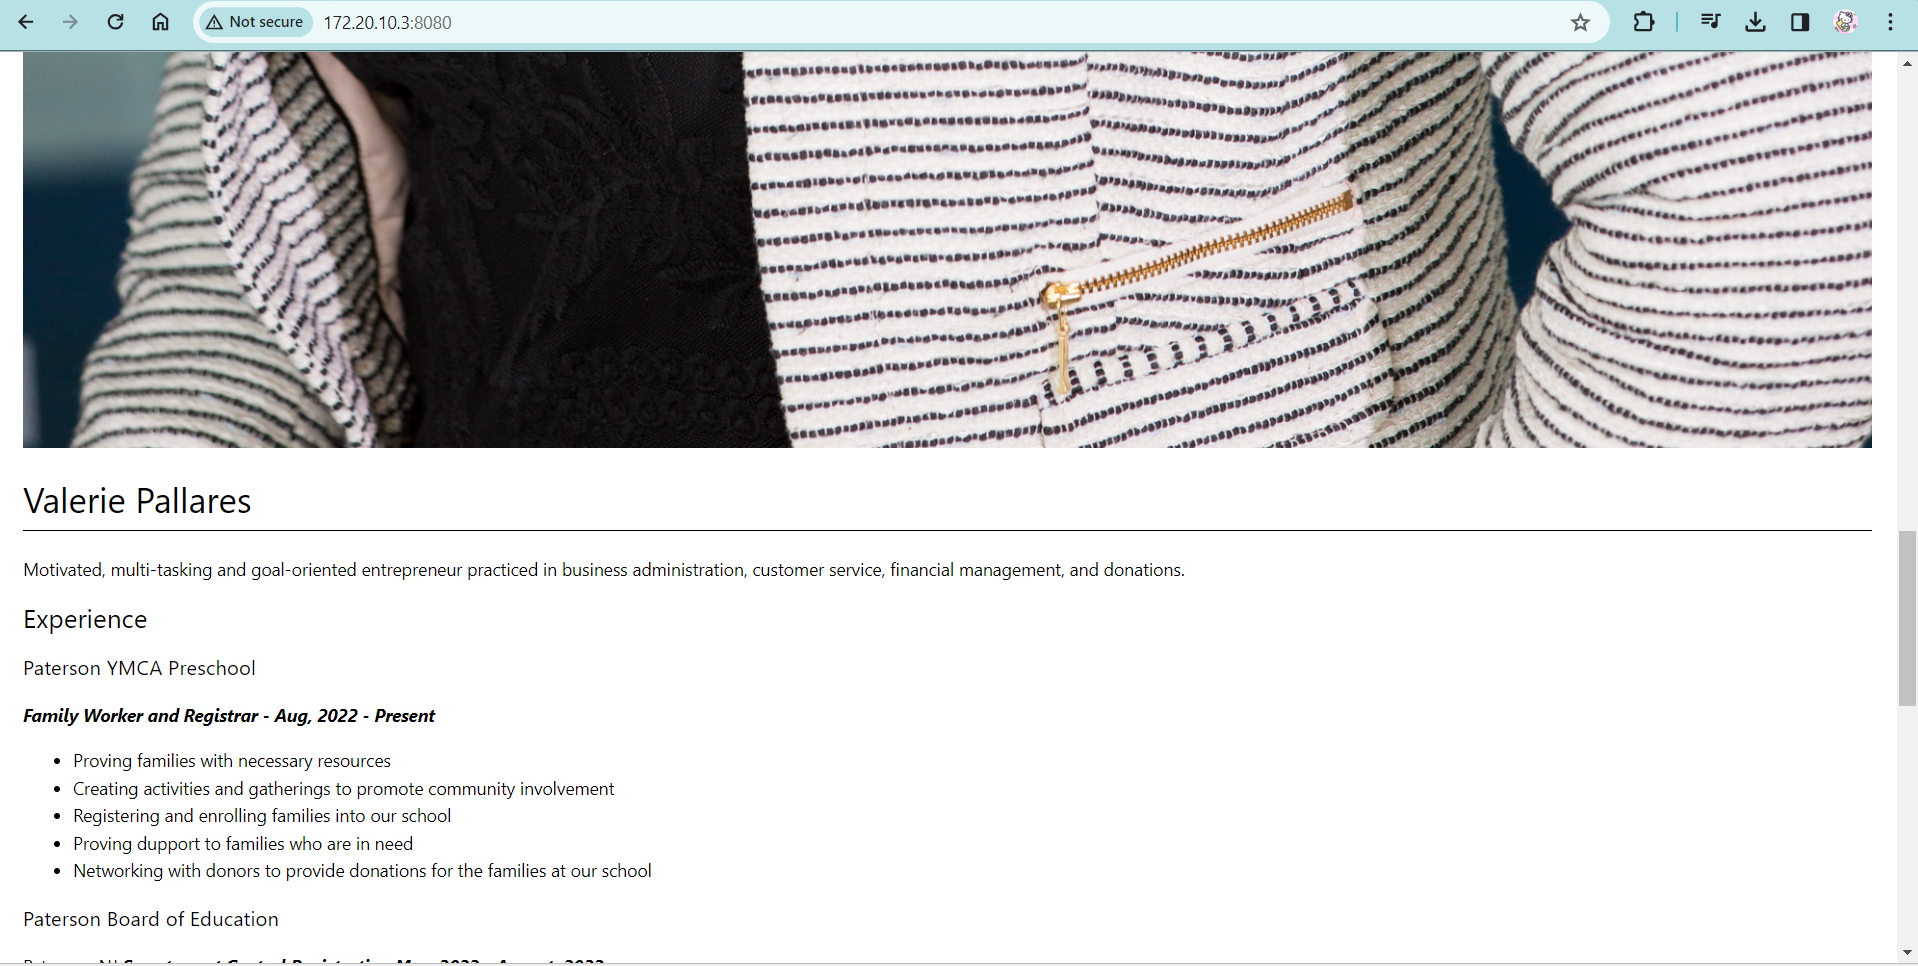 Not secure 172.20.10.3:8080
Valerie Pallares
Motivated, multi-tasking and goal-oriented entrepreneur practiced in business administration, customer service, financial management, and donations.
Experience
Paterson YMCA Preschool
Family Worker and Registrar - Aug, 2022 - Present
Proving families with necessary resources
Creating activities and gatherings to promote community involvement
Registering and enrolling families into our school
Proving dupport to families who are in need
Networking with donors to provide donations for the families at our school
Paterson Board of Education